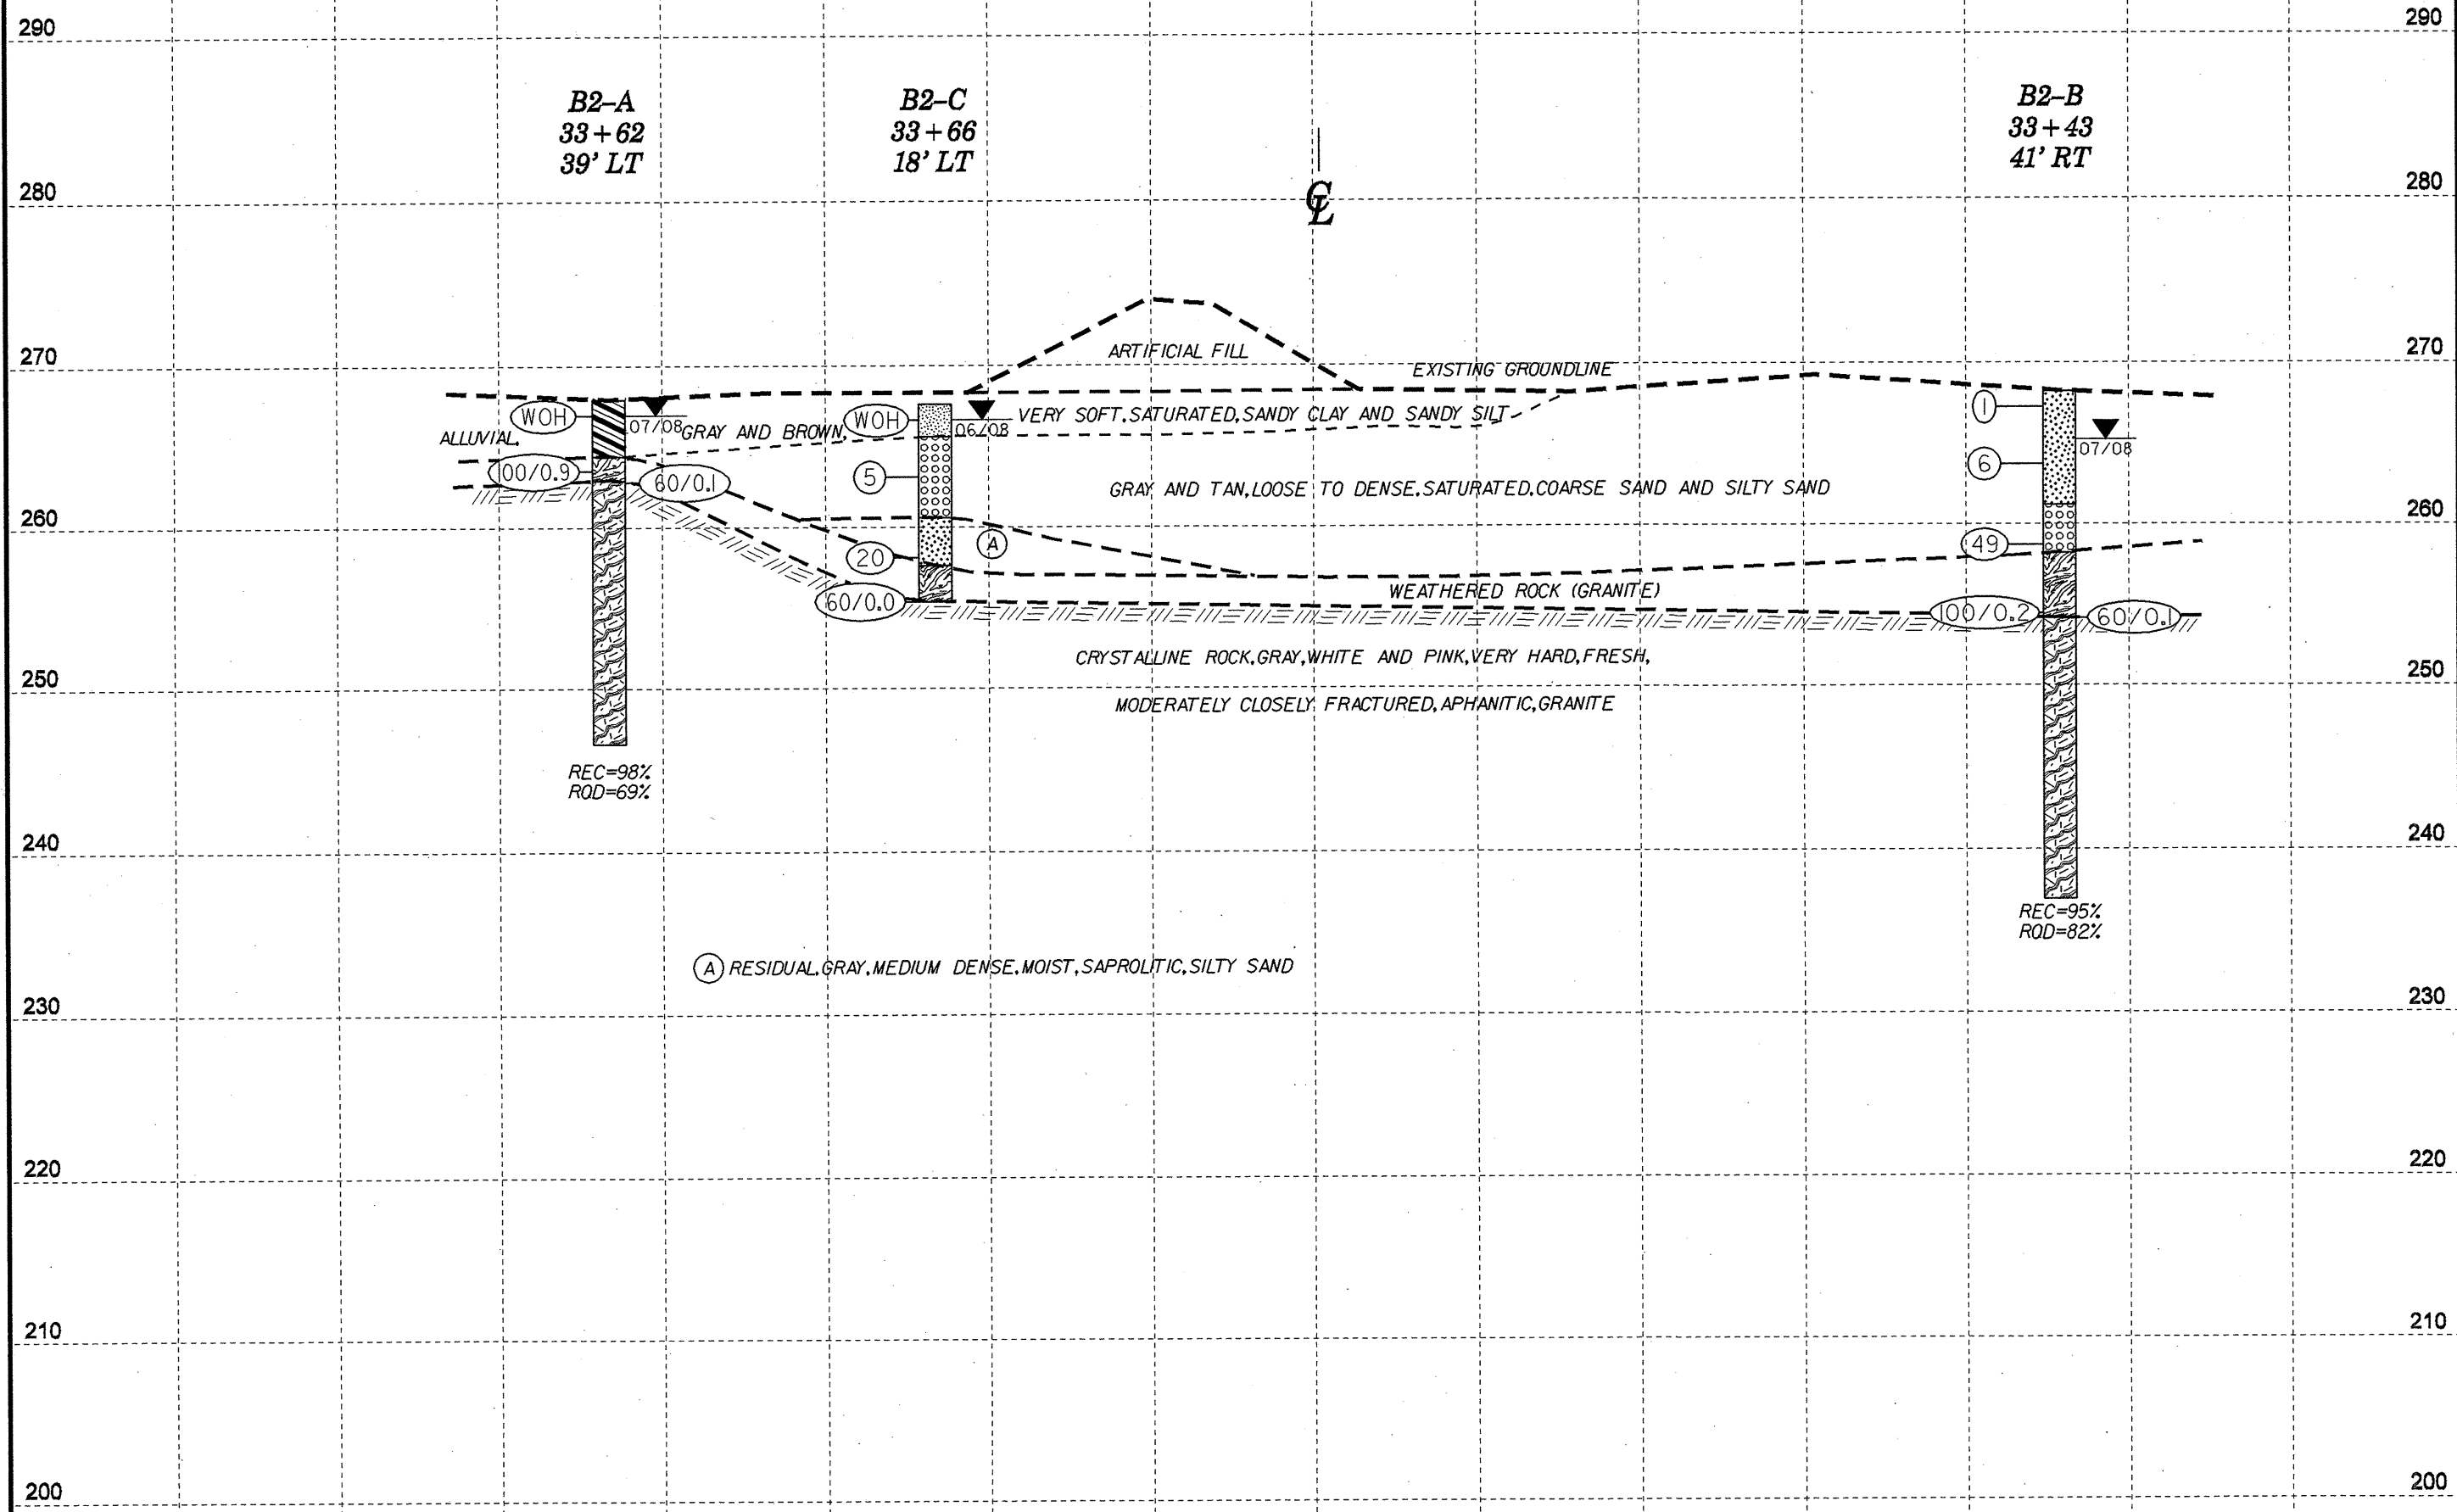 290
290
B2-A
33+62
39' LT
B2-C
33+66
18' LT
B2-B
33+43
41' RT
280
280
CL
270
270
ARTIFICIAL FILL
EXISTING GROUNDLINE
WOH
07/08
ALLUVIAL,
GRAY AND BROWN,
WOH
06/08
VERY SOFT,SATURATED,SANDY CLAY AND SANDY SILT
1
07/08
100/0.9
60/0.1
5
6
GRAY AND TAN,LOOSE TO DENSE,SATURATED,COARSE SAND AND SILTY SAND
260
260
20
A
49
60/0.0
WEATHERED ROCK (GRANITE)
100/0.2
60/0.1
CRYSTALLINE ROCK,GRAY,WHITE AND PINK,VERY HARD,FRESH,
250
250
MODERATELY CLOSELY FRACTURED,APHANITIC,GRANITE
REC=98%
RQD=69%
240
240
REC=95%
RQD=82%
A RESIDUAL,GRAY,MEDIUM DENSE,MOIST,SAPROLITIC,SILTY SAND
230
230
220
220
210
210
200
200